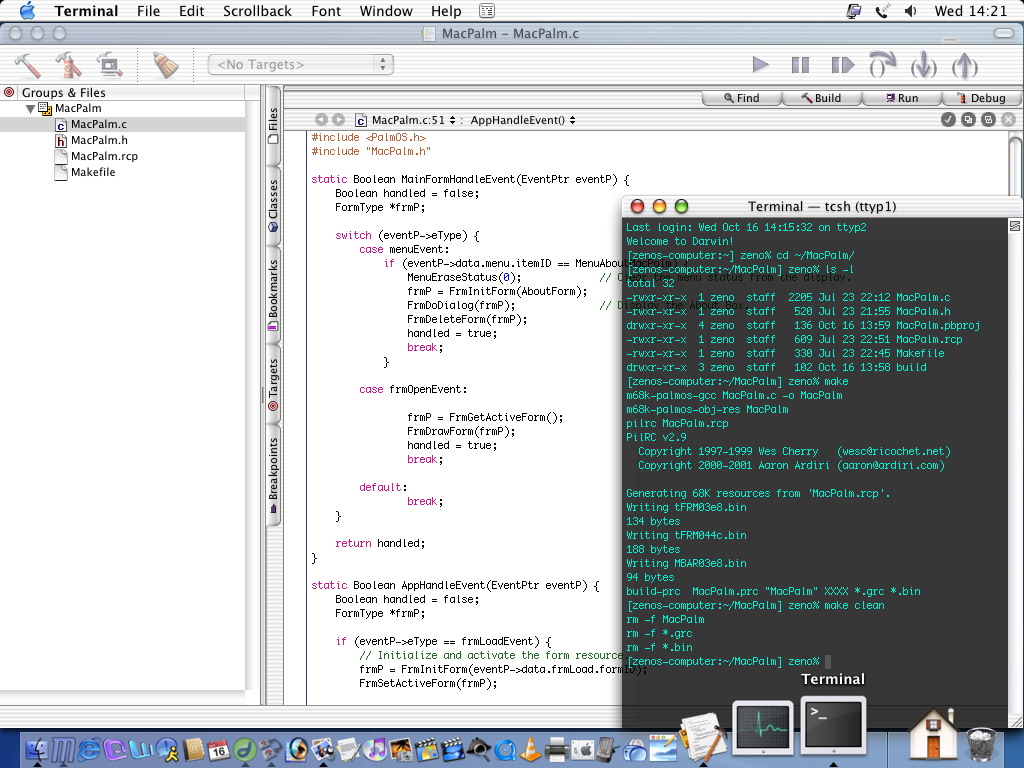 Terminal File Edit Scrollback Font Window Help Wed 14:21
MacPalm – MacPalm.c
<No Targets>
Groups & Files
MacPalm
MacPalm.c
MacPalm.h
MacPalm.rcp
Makefile
Files
Classes
Bookmarks
Targets
Breakpoints
Find Build Run Debug
MacPalm.c:51 : AppHandleEvent()
#include <PalmOS.h>
#include "MacPalm.h"
static Boolean MainFormHandleEvent(EventPtr eventP) {
Boolean handled = false;
FormType *frmP;
switch (eventP->eType) {
case menuEvent:
if (eventP->data.menu.itemID == MenuAboutMacPalm) {
MenuEraseStatus(0); // Clear the menu status from the display.
frmP = FrmInitForm(AboutForm);
FrmDoDialog(frmP); // Display the About Box.
FrmDeleteForm(frmP);
handled = true;
break;
}
case frmOpenEvent:
frmP = FrmGetActiveForm();
FrmDrawForm(frmP);
handled = true;
break;
default:
break;
}
return handled;
}
static Boolean AppHandleEvent(EventPtr eventP) {
Boolean handled = false;
FormType *frmP;
if (eventP->eType == frmLoadEvent) {
// Initialize and activate the form resource
frmP = FrmInitForm(eventP->data.frmLoad.formID);
FrmSetActiveForm(frmP);
Terminal — tcsh (ttyp1)
Last login: Wed Oct 16 14:15:32 on ttyp2
Welcome to Darwin!
[zenos-computer:~] zeno% cd ~/MacPalm/
[zenos-computer:~/MacPalm] zeno% ls -l
total 32
-rwxr-xr-x 1 zeno staff 2205 Jul 23 22:12 MacPalm.c
-rwxr-xr-x 1 zeno staff 520 Jul 23 21:55 MacPalm.h
drwxr-xr-x 4 zeno staff 136 Oct 16 13:59 MacPalm.pbproj
-rwxr-xr-x 1 zeno staff 609 Jul 23 22:51 MacPalm.rcp
-rwxr-xr-x 1 zeno staff 330 Jul 23 22:45 Makefile
drwxr-xr-x 3 zeno staff 102 Oct 16 13:58 build
[zenos-computer:~/MacPalm] zeno% make
m68k-palmos-gcc MacPalm.c -o MacPalm
m68k-palmos-obj-res MacPalm
pilrc MacPalm.rcp
PilRC v2.9
Copyright 1997-1999 Wes Cherry (wesc@ricochet.net)
Copyright 2000-2001 Aaron Ardiri (aaron@ardiri.com)
Generating 68K resources from 'MacPalm.rcp'.
Writing tFRM03e8.bin
134 bytes
Writing tFRM044c.bin
188 bytes
Writing MBAR03e8.bin
94 bytes
build-prc MacPalm.prc "MacPalm" XXXX *.grc *.bin
[zenos-computer:~/MacPalm] zeno% make clean
rm -f MacPalm
rm -f *.grc
rm -f *.bin
[zenos-computer:~/MacPalm] zeno%
Terminal
16